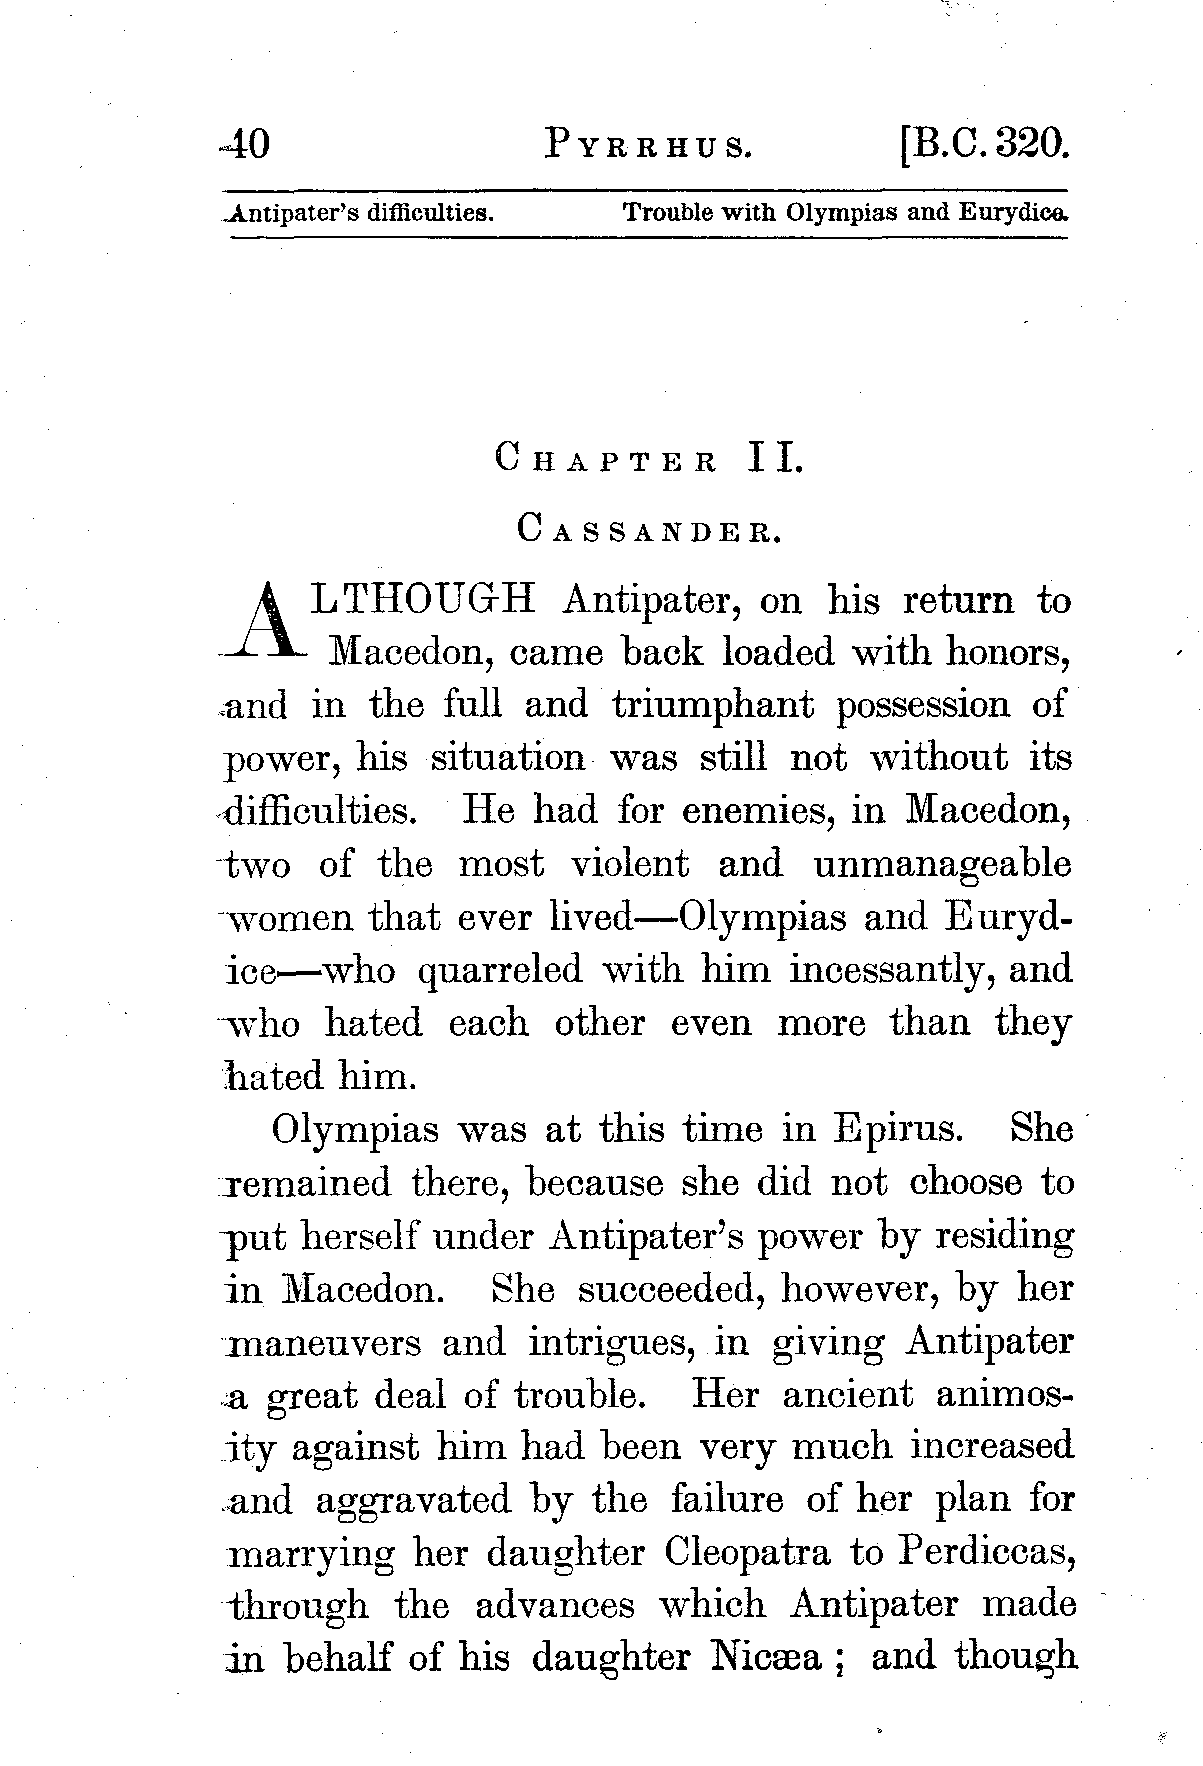 40 PYRRHUS. [B.C. 320.
Antipater's difficulties. Trouble with Olympias and Eurydice.
CHAPTER II.
CASSANDER.
ALTHOUGH Antipater, on his return to
Macedon, came back loaded with honors,
and in the full and triumphant possession of
power, his situation was still not without its
difficulties. He had for enemies, in Macedon,
two of the most violent and unmanageable
women that ever lived—Olympias and Euryd-
ice—who quarreled with him incessantly, and
who hated each other even more than they
hated him.
Olympias was at this time in Epirus. She
remained there, because she did not choose to
put herself under Antipater's power by residing
in Macedon. She succeeded, however, by her
maneuvers and intrigues, in giving Antipater
a great deal of trouble. Her ancient animos-
ity against him had been very much increased
and aggravated by the failure of her plan for
marrying her daughter Cleopatra to Perdiccas,
through the advances which Antipater made
in behalf of his daughter Nicæa ; and though